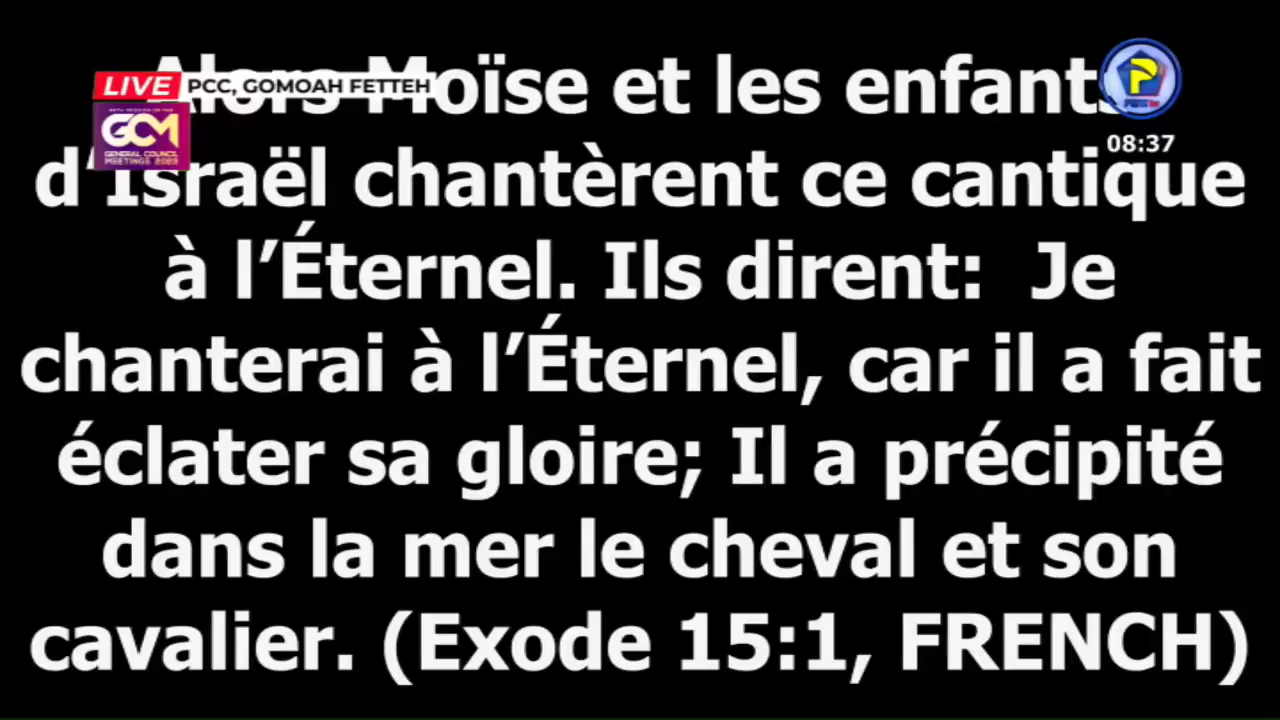 LIVE PCC, GOMOAH FETTEH
GCM
GENERAL COUNCIL
MEETINGS 2023
08:37
Alors Moïse et les enfants
d’Israël chantèrent ce cantique
à l’Éternel. Ils dirent: Je
chanterai à l’Éternel, car il a fait
éclater sa gloire; Il a précipité
dans la mer le cheval et son
cavalier. (Exode 15:1, FRENCH)